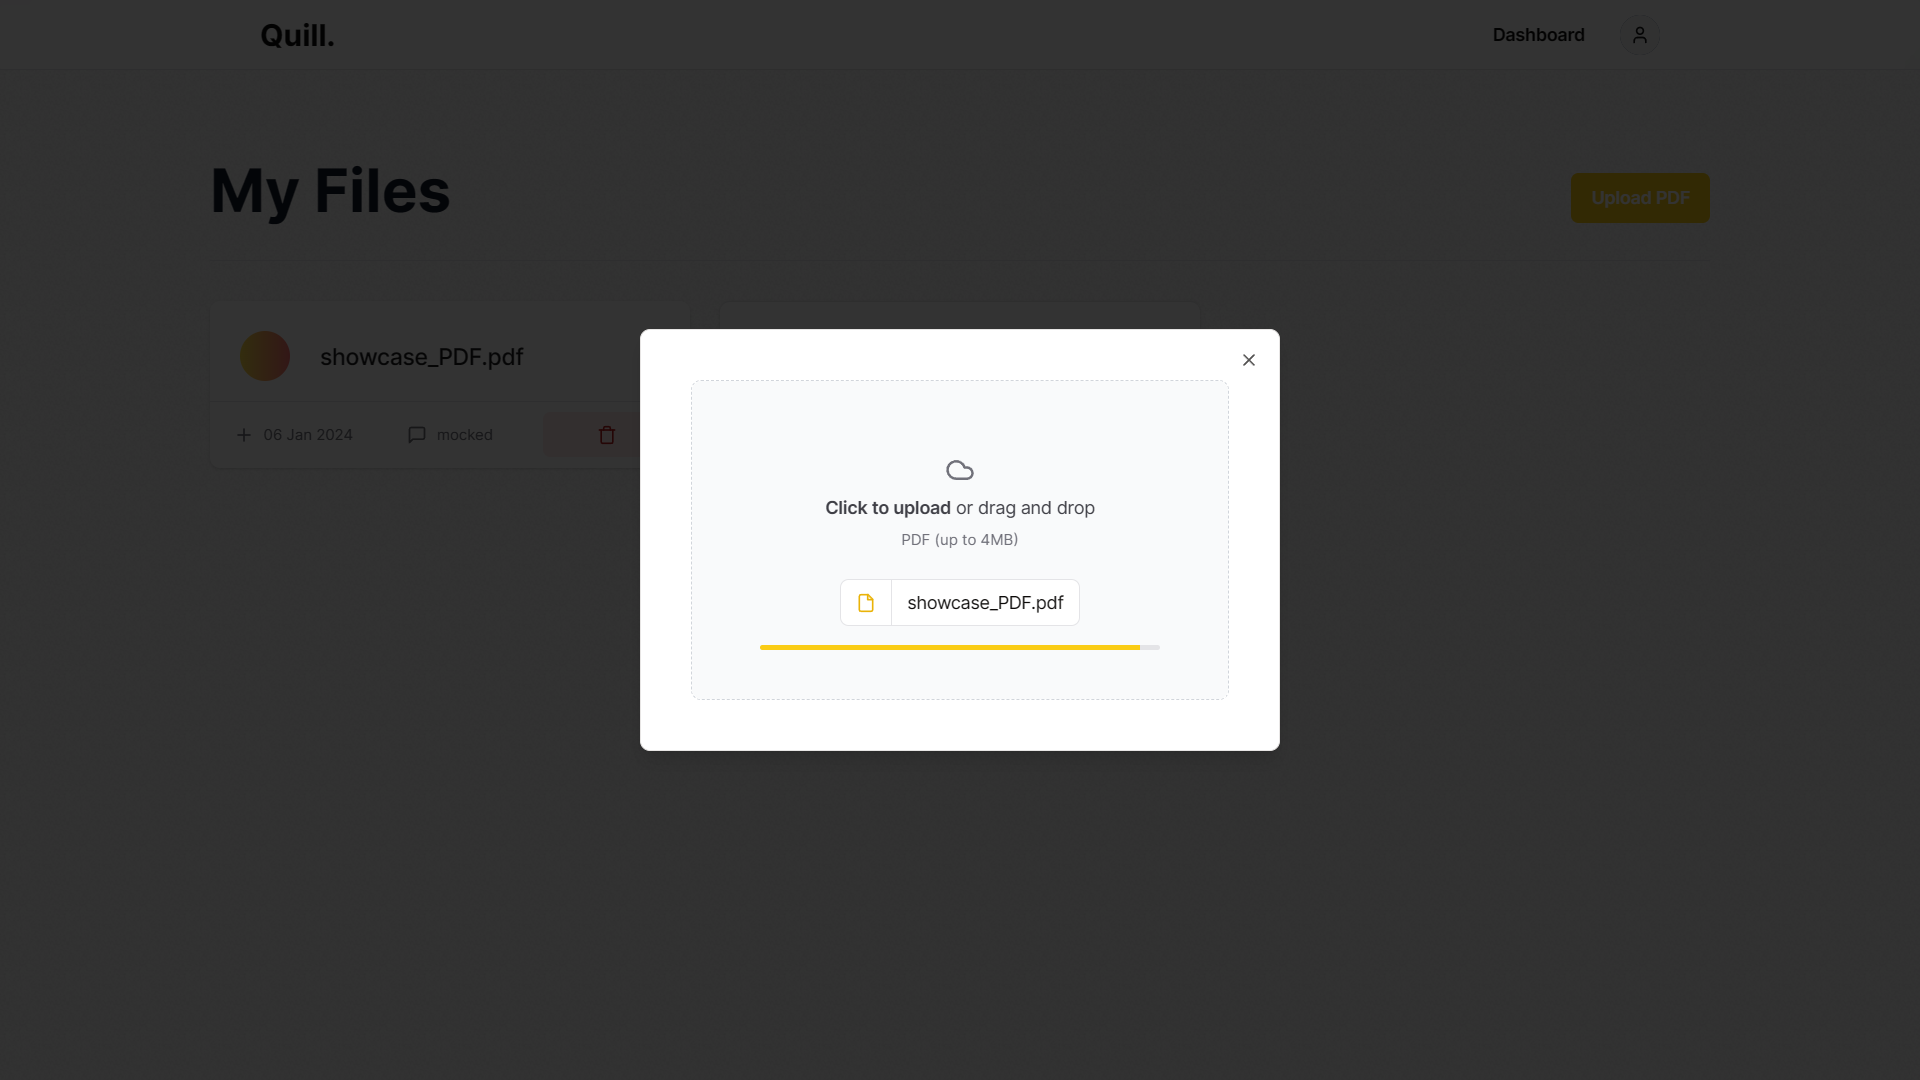 Quill.
Dashboard
My Files
Upload PDF
showcase_PDF.pdf
06 Jan 2024
mocked
Click to upload or drag and drop
PDF (up to 4MB)
showcase_PDF.pdf